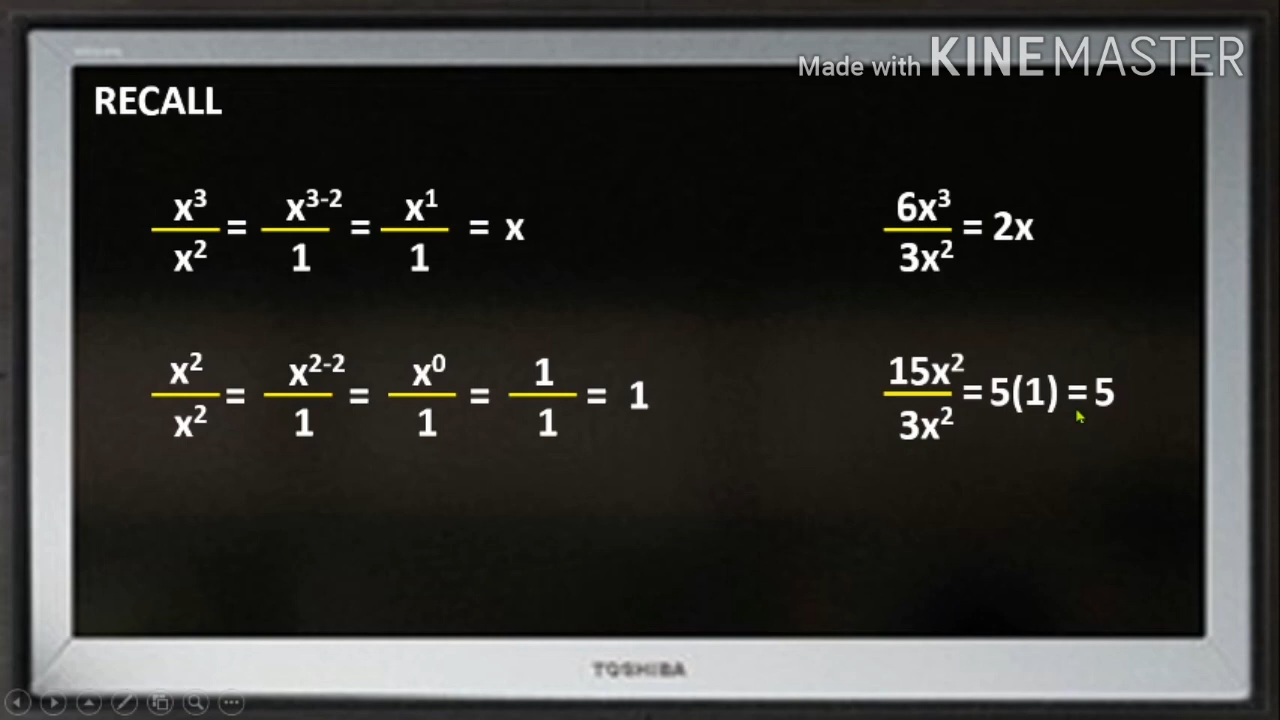 Made with KINEMASTER
RECALL
x³/x² = x³⁻²/1 = x¹/1 = x
6x³/3x² = 2x
x²/x² = x²⁻²/1 = x⁰/1 = 1/1 = 1
15x²/3x² = 5(1) = 5
TOSHIBA